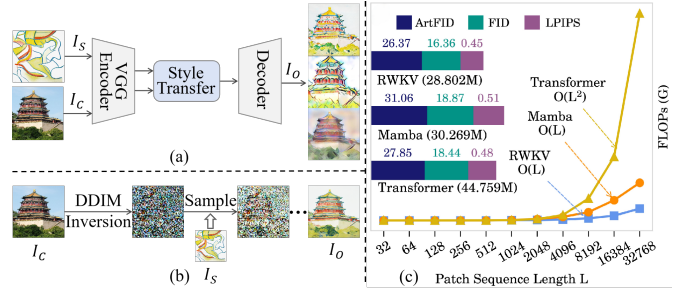 I_S
I_C
VGG
Encoder
Style
Transfer
Decoder
I_O
(a)
DDIM
Inversion
Sample
I_C
I_S
I_O
(b)
ArtFID FID LPIPS
26.37 16.36 0.45
RWKV (28.802M)
31.06 18.87 0.51
Mamba (30.269M)
27.85 18.44 0.48
Transformer (44.759M)
Transformer
O(L²)
Mamba
O(L)
RWKV
O(L)
FLOPs (G)
32 64 128 256 512 1024 2048 4096 8192 16384 32768
(c) Patch Sequence Length L